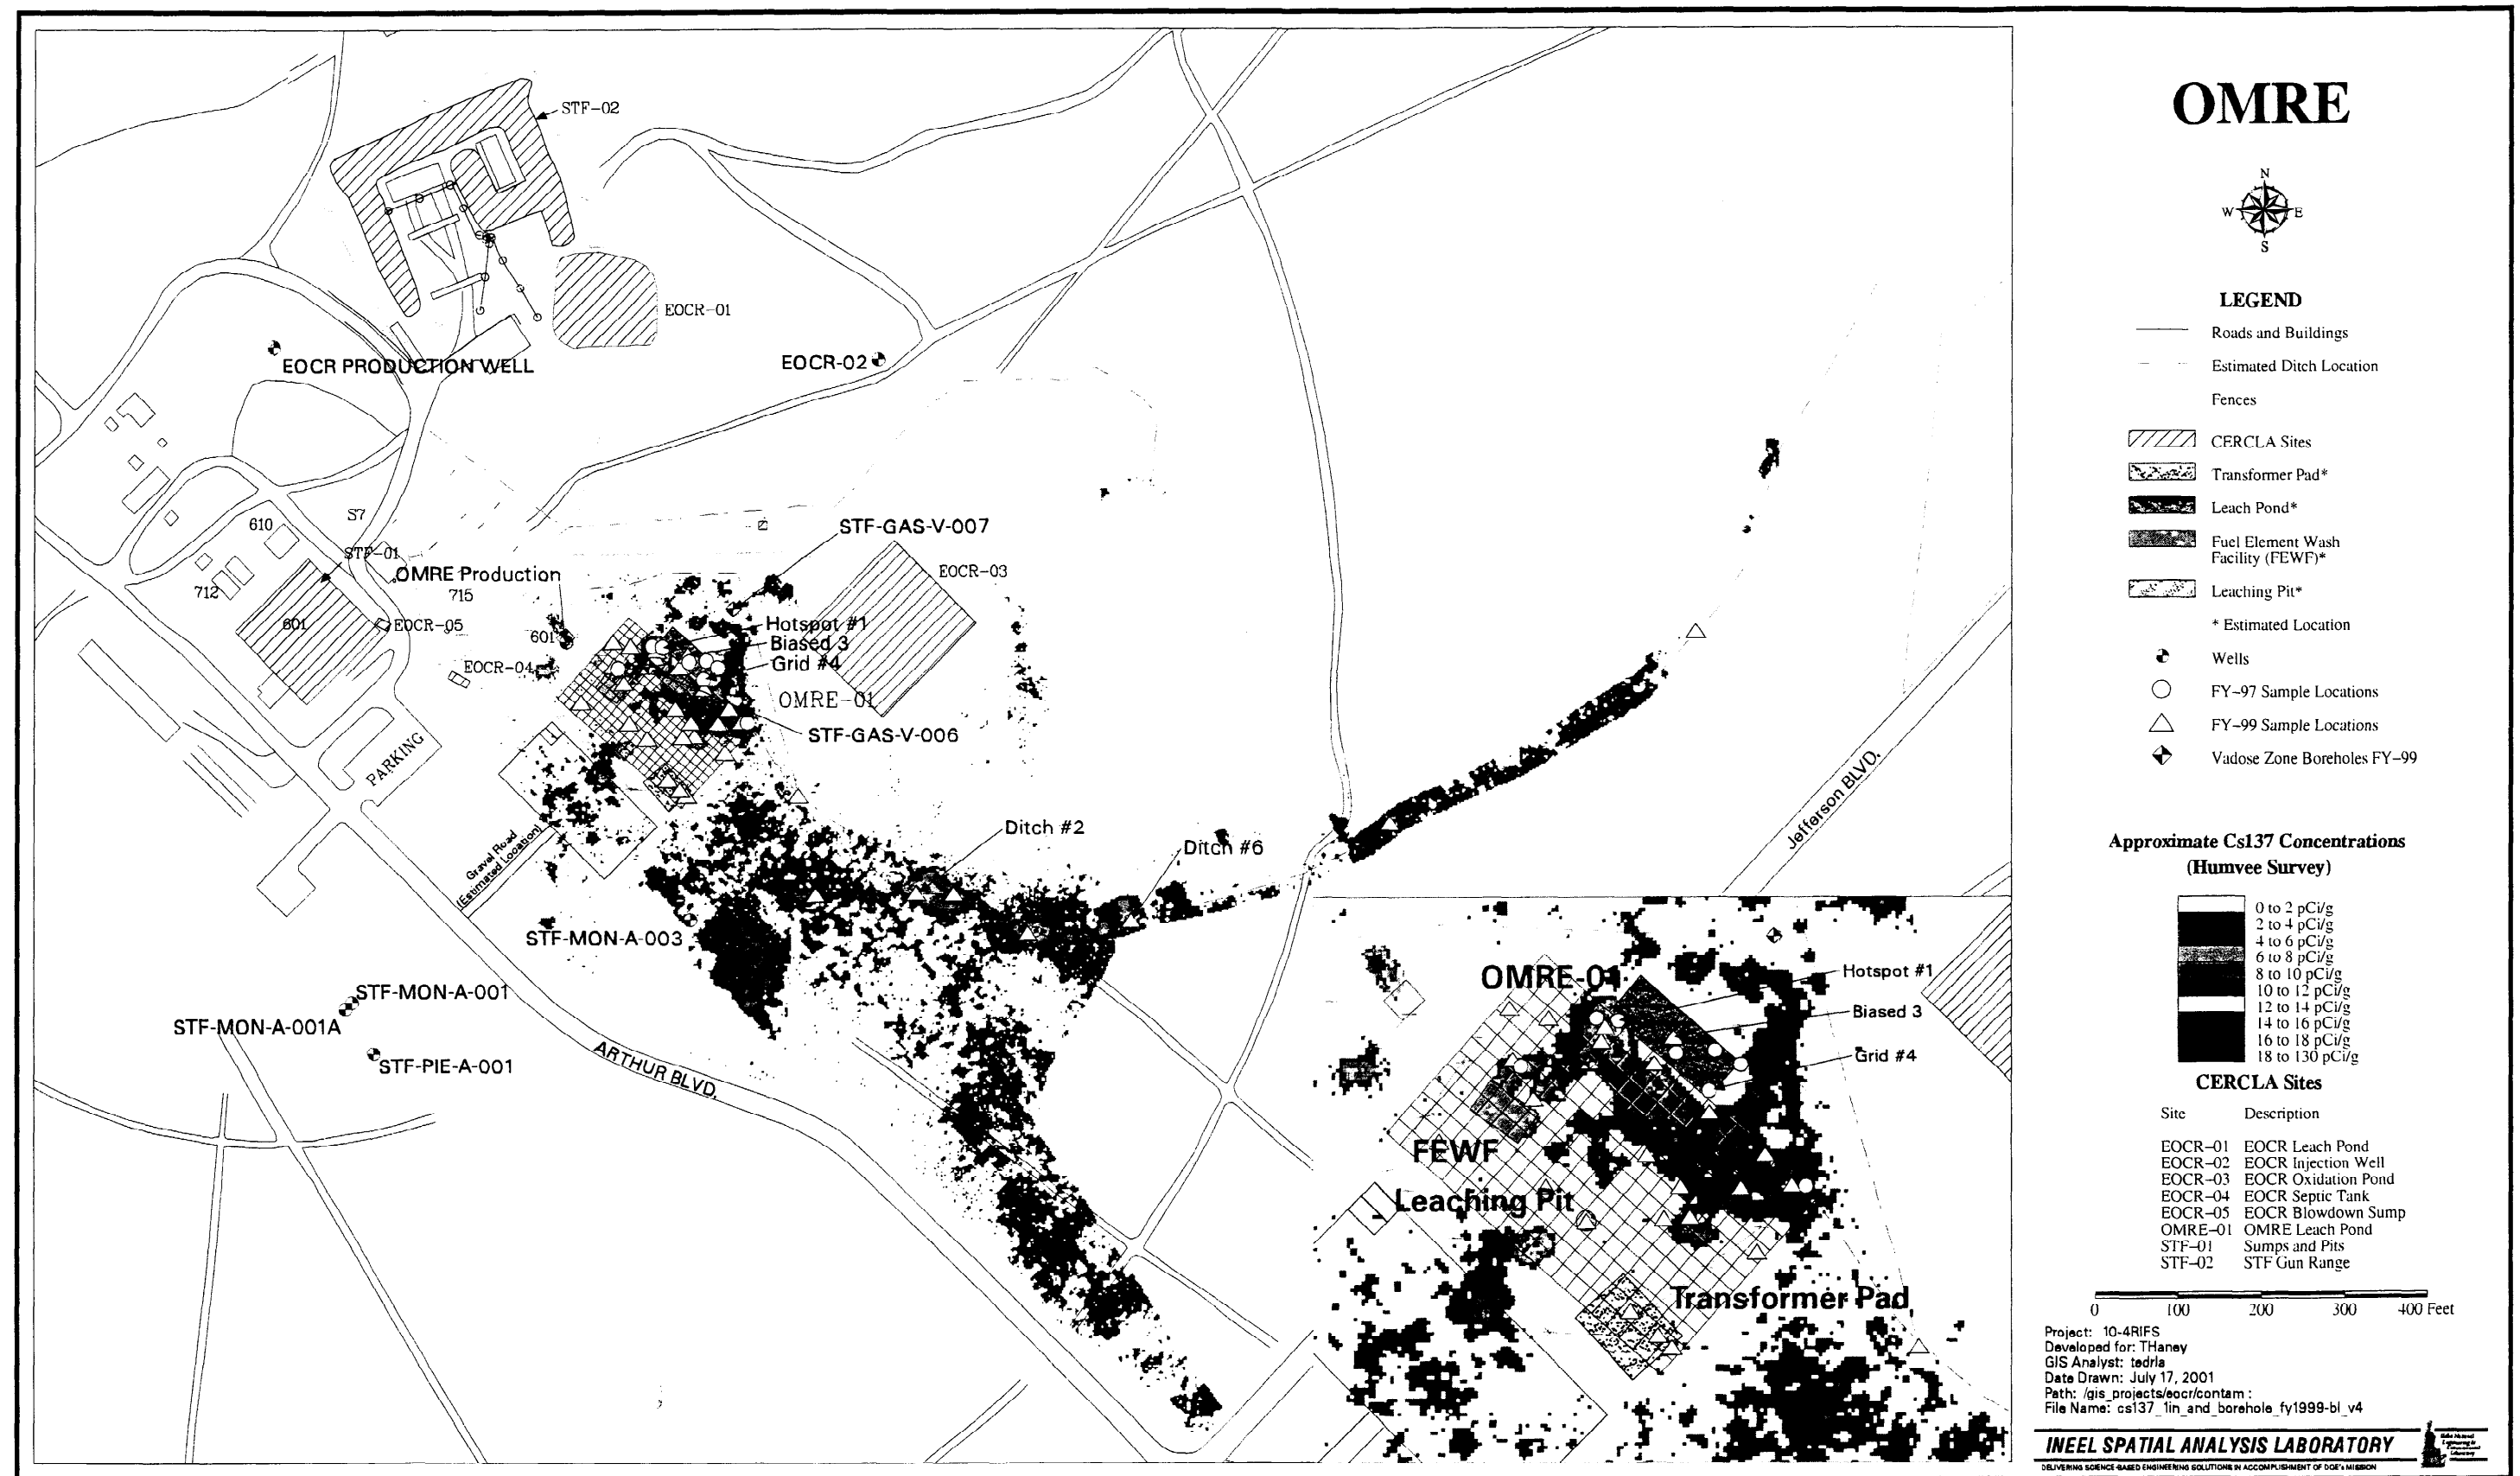 OMRE
N
W E
S
LEGEND
Roads and Buildings
Estimated Ditch Location
Fences
CERCLA Sites
Transformer Pad*
Leach Pond*
Fuel Element Wash
Facility (FEWF)*
Leaching Pit*
* Estimated Location
Wells
FY-97 Sample Locations
FY-99 Sample Locations
Vadose Zone Boreholes FY-99
Approximate Cs137 Concentrations
(Humvee Survey)
0 to 2 pCi/g
2 to 4 pCi/g
4 to 6 pCi/g
6 to 8 pCi/g
8 to 10 pCi/g
10 to 12 pCi/g
12 to 14 pCi/g
14 to 16 pCi/g
16 to 18 pCi/g
18 to 130 pCi/g
CERCLA Sites
Site Description
EOCR-01 EOCR Leach Pond
EOCR-02 EOCR Injection Well
EOCR-03 EOCR Oxidation Pond
EOCR-04 EOCR Septic Tank
EOCR-05 EOCR Blowdown Sump
OMRE-01 OMRE Leach Pond
STF-01 Sumps and Pits
STF-02 STF Gun Range
0 100 200 300 400 Feet
Project: 10-4RIFS
Developed for: THaney
GIS Analyst: tedrla
Date Drawn: July 17, 2001
Path: /gis_projects/eocr/contam :
File Name: cs137_1in_and_borehole_fy1999-bl_v4
INEEL SPATIAL ANALYSIS LABORATORY
DELIVERING SCIENCE-BASED ENGINEERING SOLUTIONS IN ACCOMPLISHMENT OF DOE's MISSION
STF-02
EOCR-01
EOCR PRODUCTION WELL
EOCR-02
610
S7
STF-01
STF-GAS-V-007
OMRE Production
EOCR-03
712
715
601
EOCR-05
601
Hotspot #1
Biased 3
Grid #4
EOCR-04
OMRE-01
STF-GAS-V-006
PARKING
Jefferson BLVD.
Gravel Road
(Estimated Location)
Ditch #2
Ditch #6
STF-MON-A-003
STF-MON-A-001
STF-MON-A-001A
STF-PIE-A-001
ARTHUR BLVD.
OMRE-01
Hotspot #1
Biased 3
Grid #4
FEWF
Leaching Pit
Transformer Pad